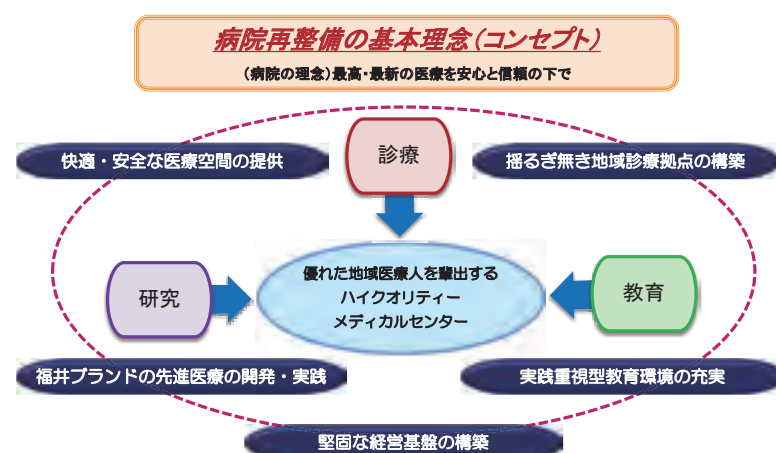 病院再整備の基本理念（コンセプト）
（病院の理念）最高・最新の医療を安心と信頼の下で
診療
快適・安全な医療空間の提供
揺るぎ無き地域診療拠点の構築
優れた地域医療人を輩出する
ハイクオリティー
メディカルセンター
研究
教育
福井ブランドの先進医療の開発・実践
実践重視型教育環境の充実
堅固な経営基盤の構築